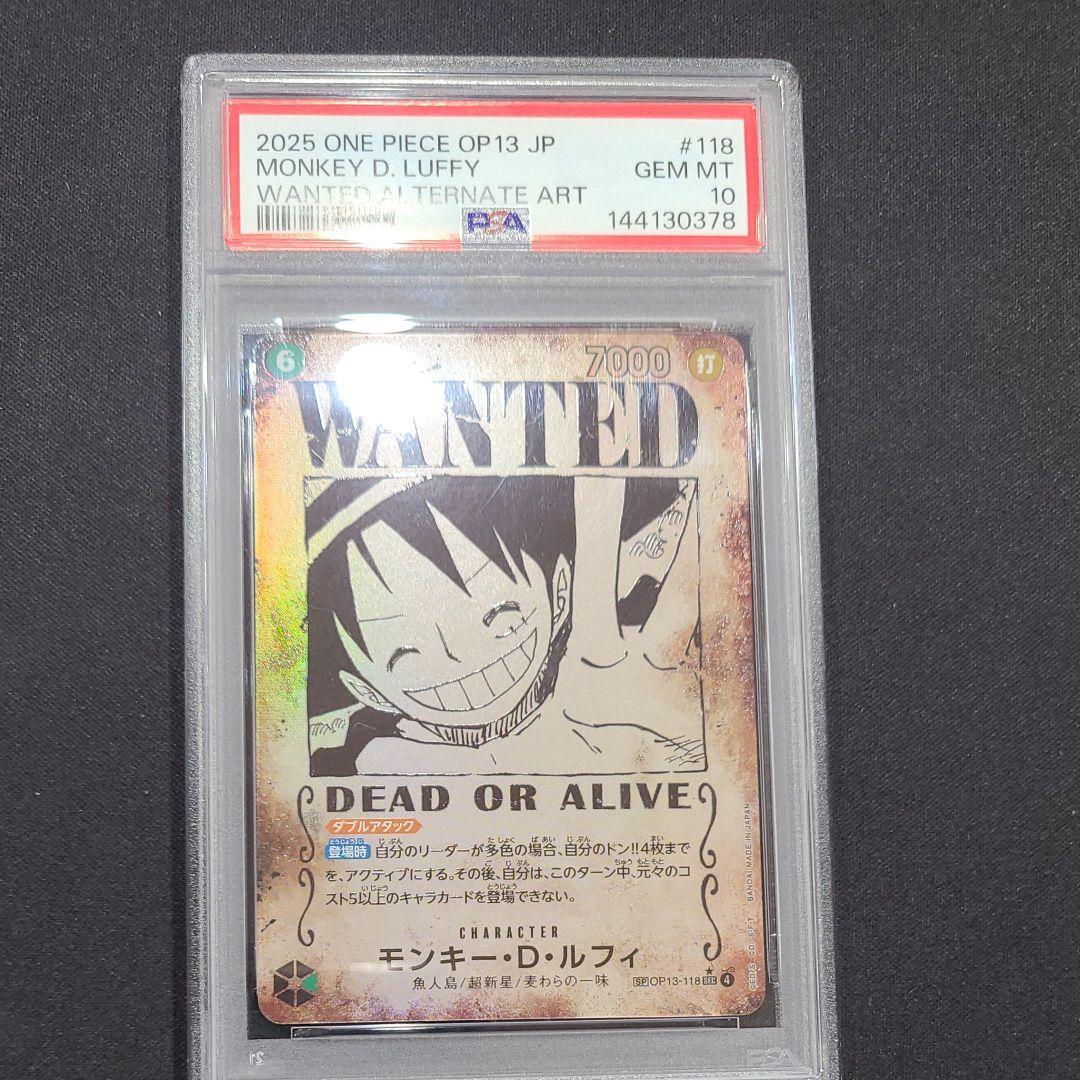 2025 ONE PIECE OP13 JP #118
MONKEY D. LUFFY GEM MT
WANTED ALTERNATE ART 10
PSA 144130378
6 7000 打
WANTED
DEAD OR ALIVE
ダブルアタック
登場時 自分のリーダーが多色の場合、自分のドン!!4枚まで
を、アクティブにする。その後、自分は、このターン中、元々のコ
スト5以上のキャラカードを登場できない。
CHARACTER
モンキー・D・ルフィ
魚人島/超新星/麦わらの一味
SP OP13-118 SEC 4
BANDAI MADE IN JAPAN
PSA